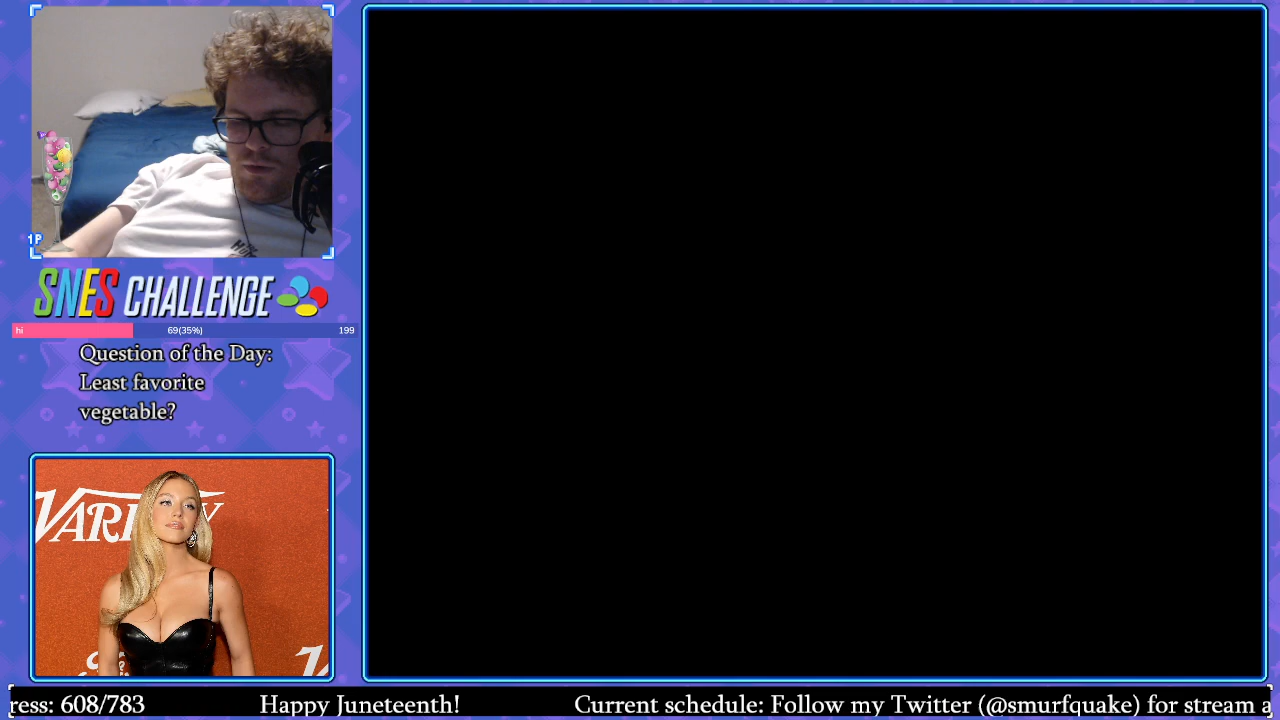 1P
SNES CHALLENGE
hi 69(35%) 199
Question of the Day:
Least favorite
vegetable?
VARIETY
ress: 608/783 Happy Juneteenth! Current schedule: Follow my Twitter (@smurfquake) for stream a